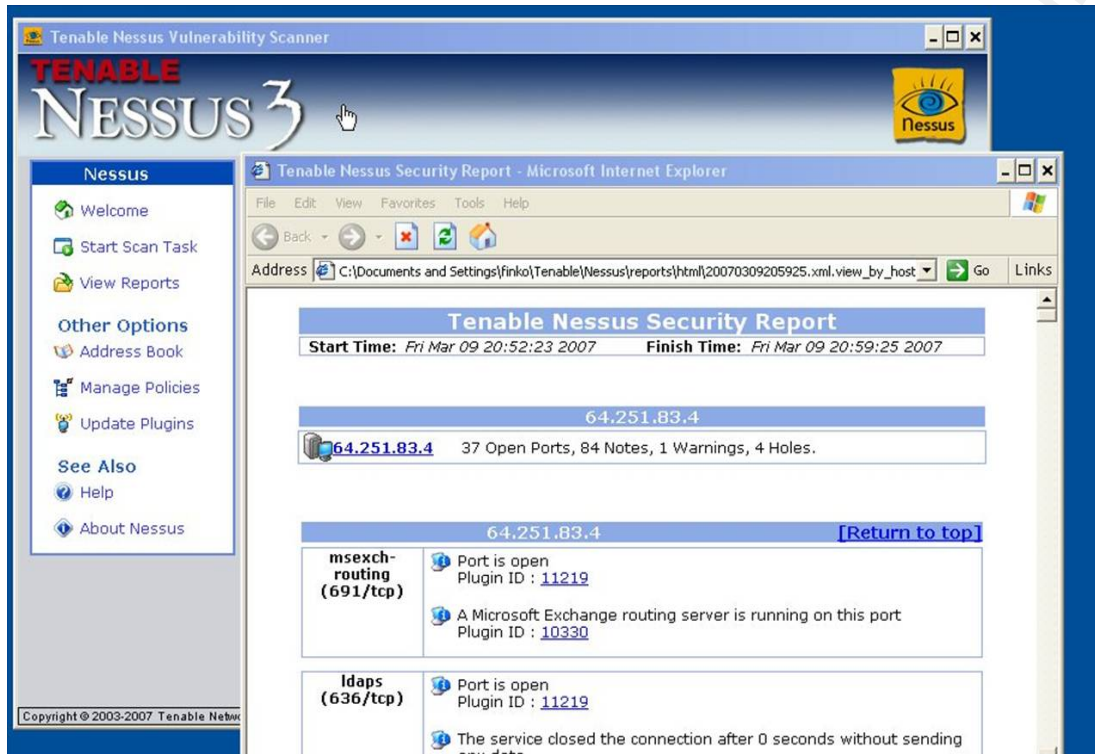 Tenable Nessus Vulnerability Scanner
TENABLE
NESSUS 3
nessus
Nessus
Welcome
Start Scan Task
View Reports
Other Options
Address Book
Manage Policies
Update Plugins
See Also
Help
About Nessus
Copyright © 2003-2007 Tenable
Tenable Nessus Security Report - Microsoft Internet Explorer
File Edit View Favorites Tools Help
Back
Address C:\Documents and Settings\finko\Tenable\Nessus\reports\html\20070309205925.xml.view_by_host Go Links
Tenable Nessus Security Report
Start Time: Fri Mar 09 20:52:23 2007 Finish Time: Fri Mar 09 20:59:25 2007
64.251.83.4
64.251.83.4 37 Open Ports, 84 Notes, 1 Warnings, 4 Holes.
64.251.83.4 [Return to top]
msexch-
routing
(691/tcp)
Port is open
Plugin ID : 11219
A Microsoft Exchange routing server is running on this port
Plugin ID : 10330
ldaps
(636/tcp)
Port is open
Plugin ID : 11219
The service closed the connection after 0 seconds without sending